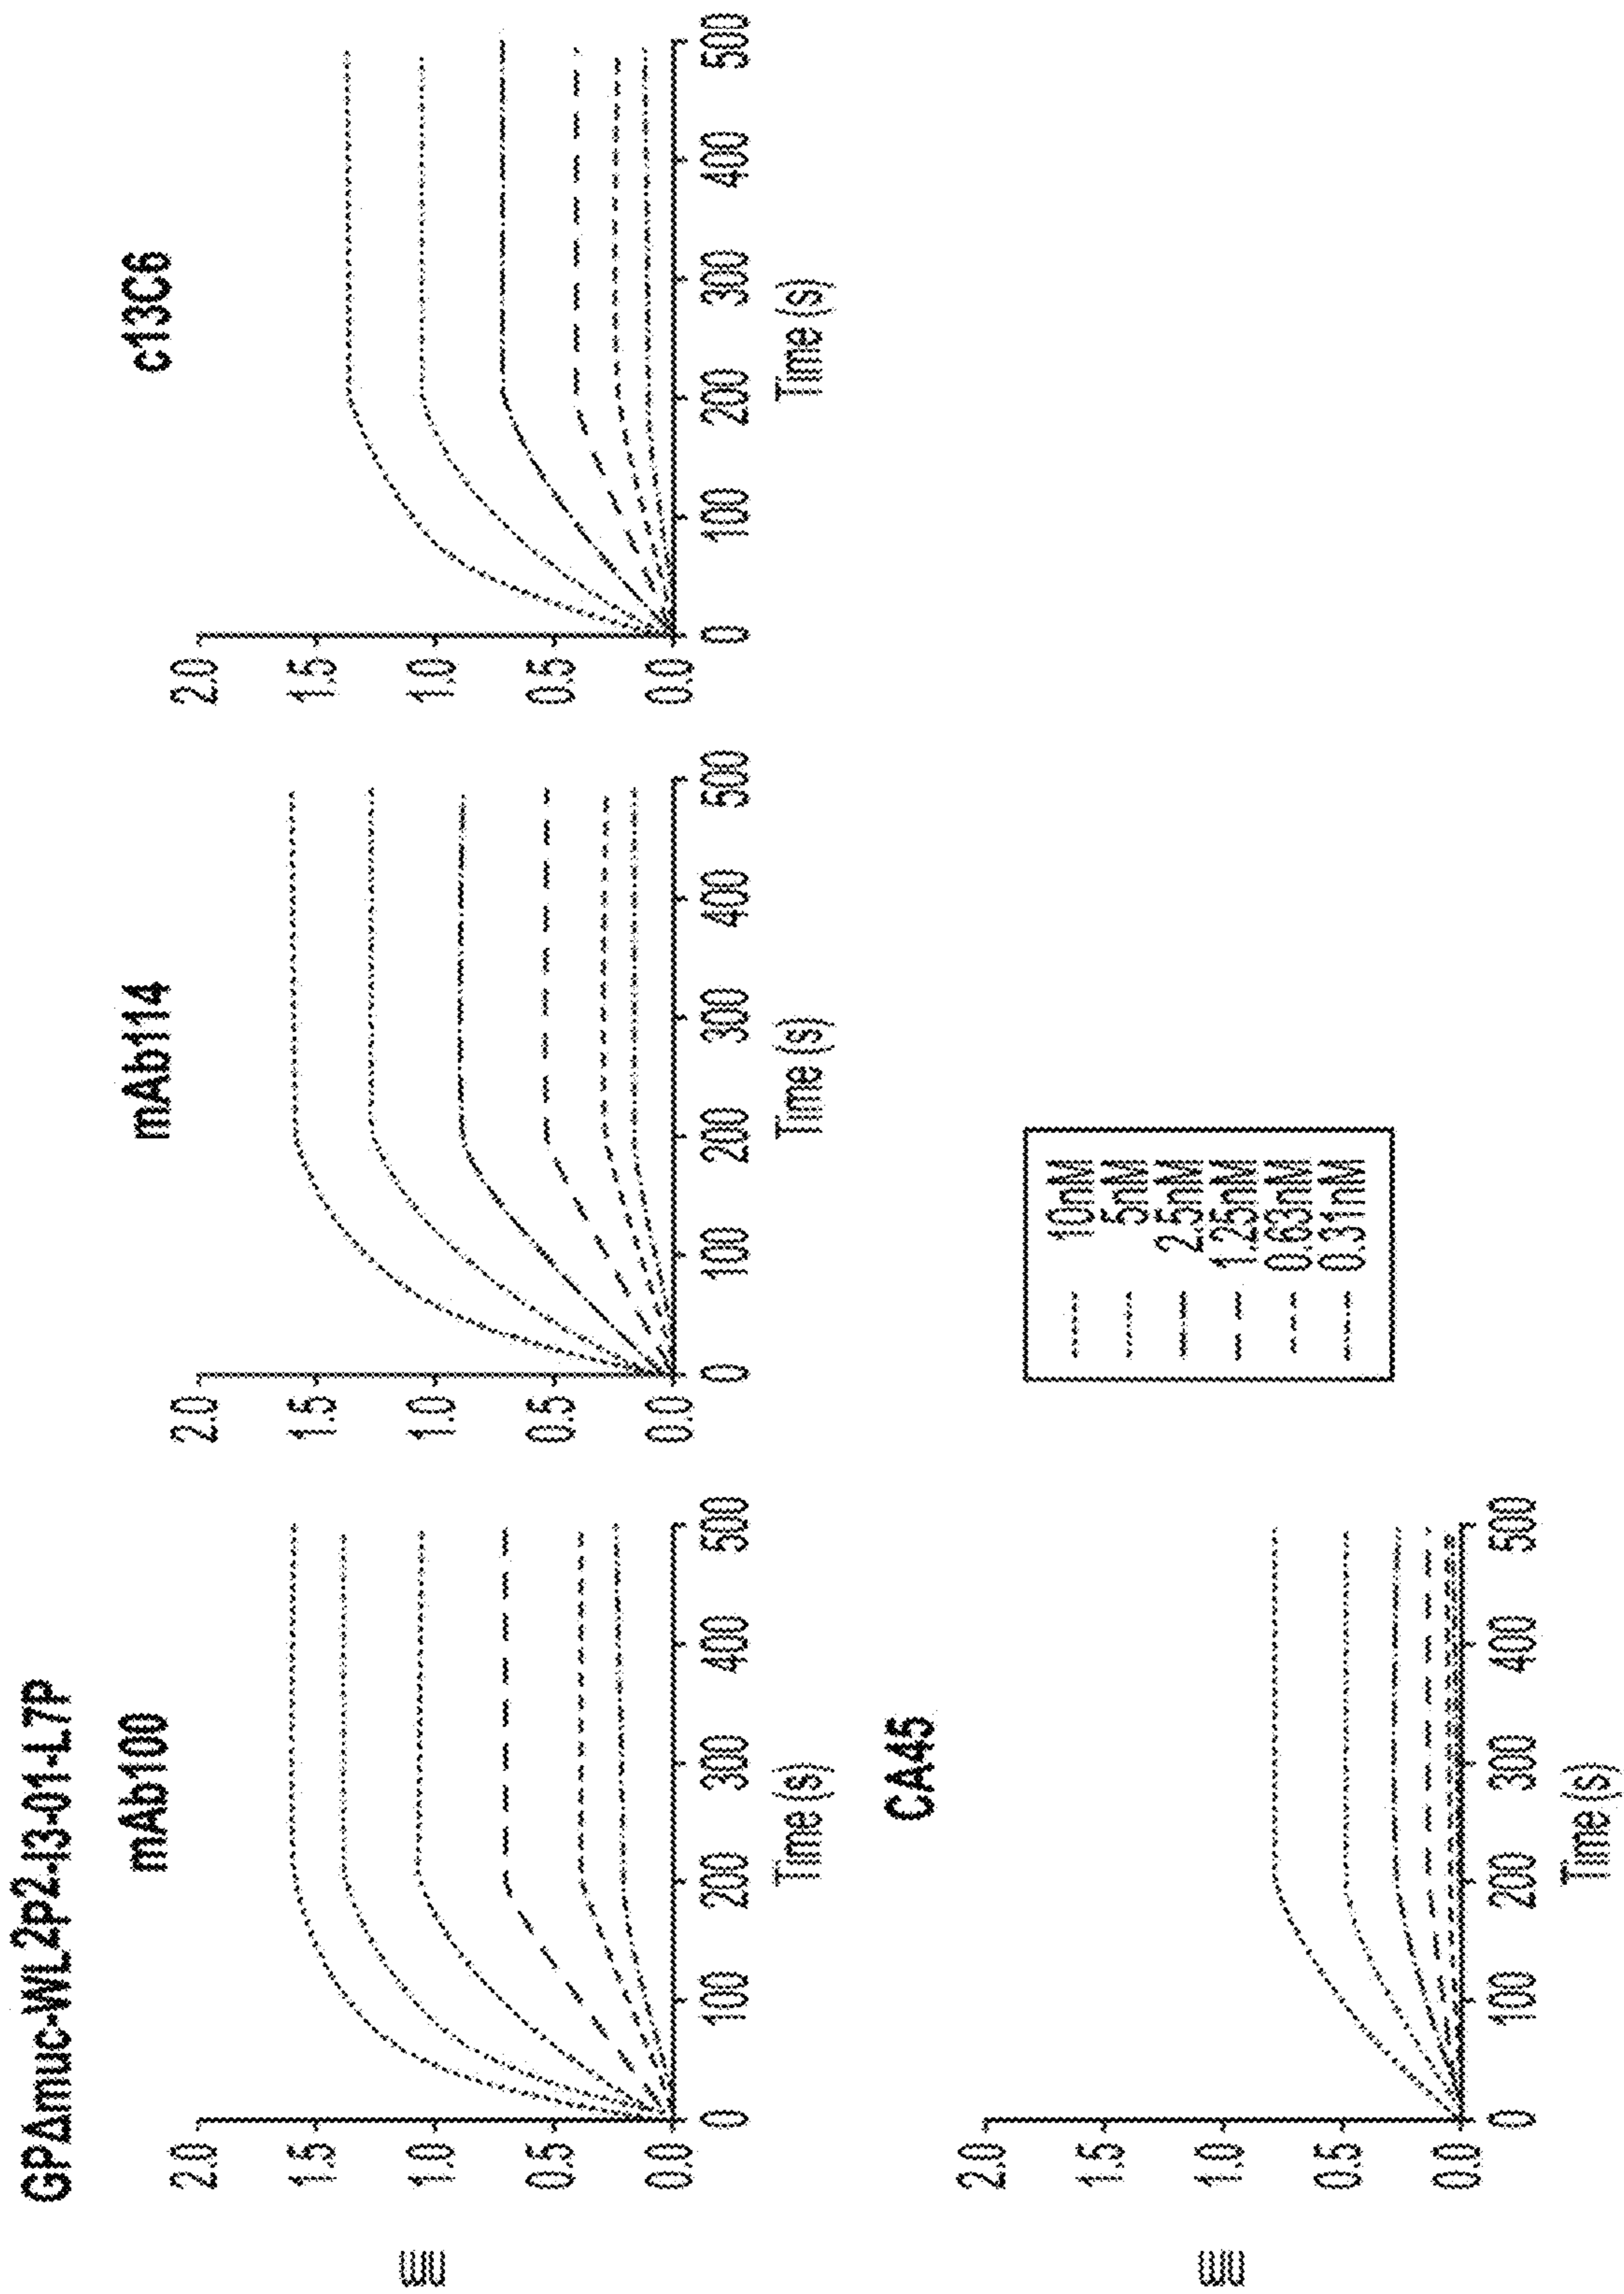 GPΔmuc-WL2P2-I3-01-L7P
mAb100
mAb114
c13C6
nm
2.0
1.5
1.0
0.5
0.0
0 100 200 300 400 500
Time (s)
2.0
1.5
1.0
0.5
0.0
0 100 200 300 400 500
Time (s)
2.0
1.5
1.0
0.5
0.0
0 100 200 300 400 500
Time (s)
CA45
nm
2.0
1.5
1.0
0.5
0.0
0 100 200 300 400 500
Time (s)
10nM
5nM
2.5nM
1.25nM
0.63nM
0.31nM